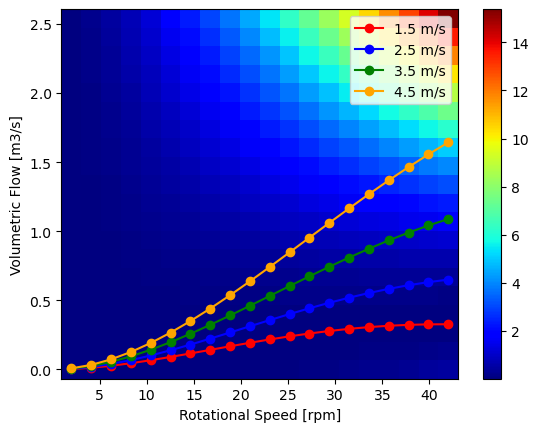 2.5
2.0
1.5
1.0
0.5
0.0
Volumetric Flow [m3/s]
5 10 15 20 25 30 35 40
Rotational Speed [rpm]
1.5 m/s
2.5 m/s
3.5 m/s
4.5 m/s
14
12
10
8
6
4
2